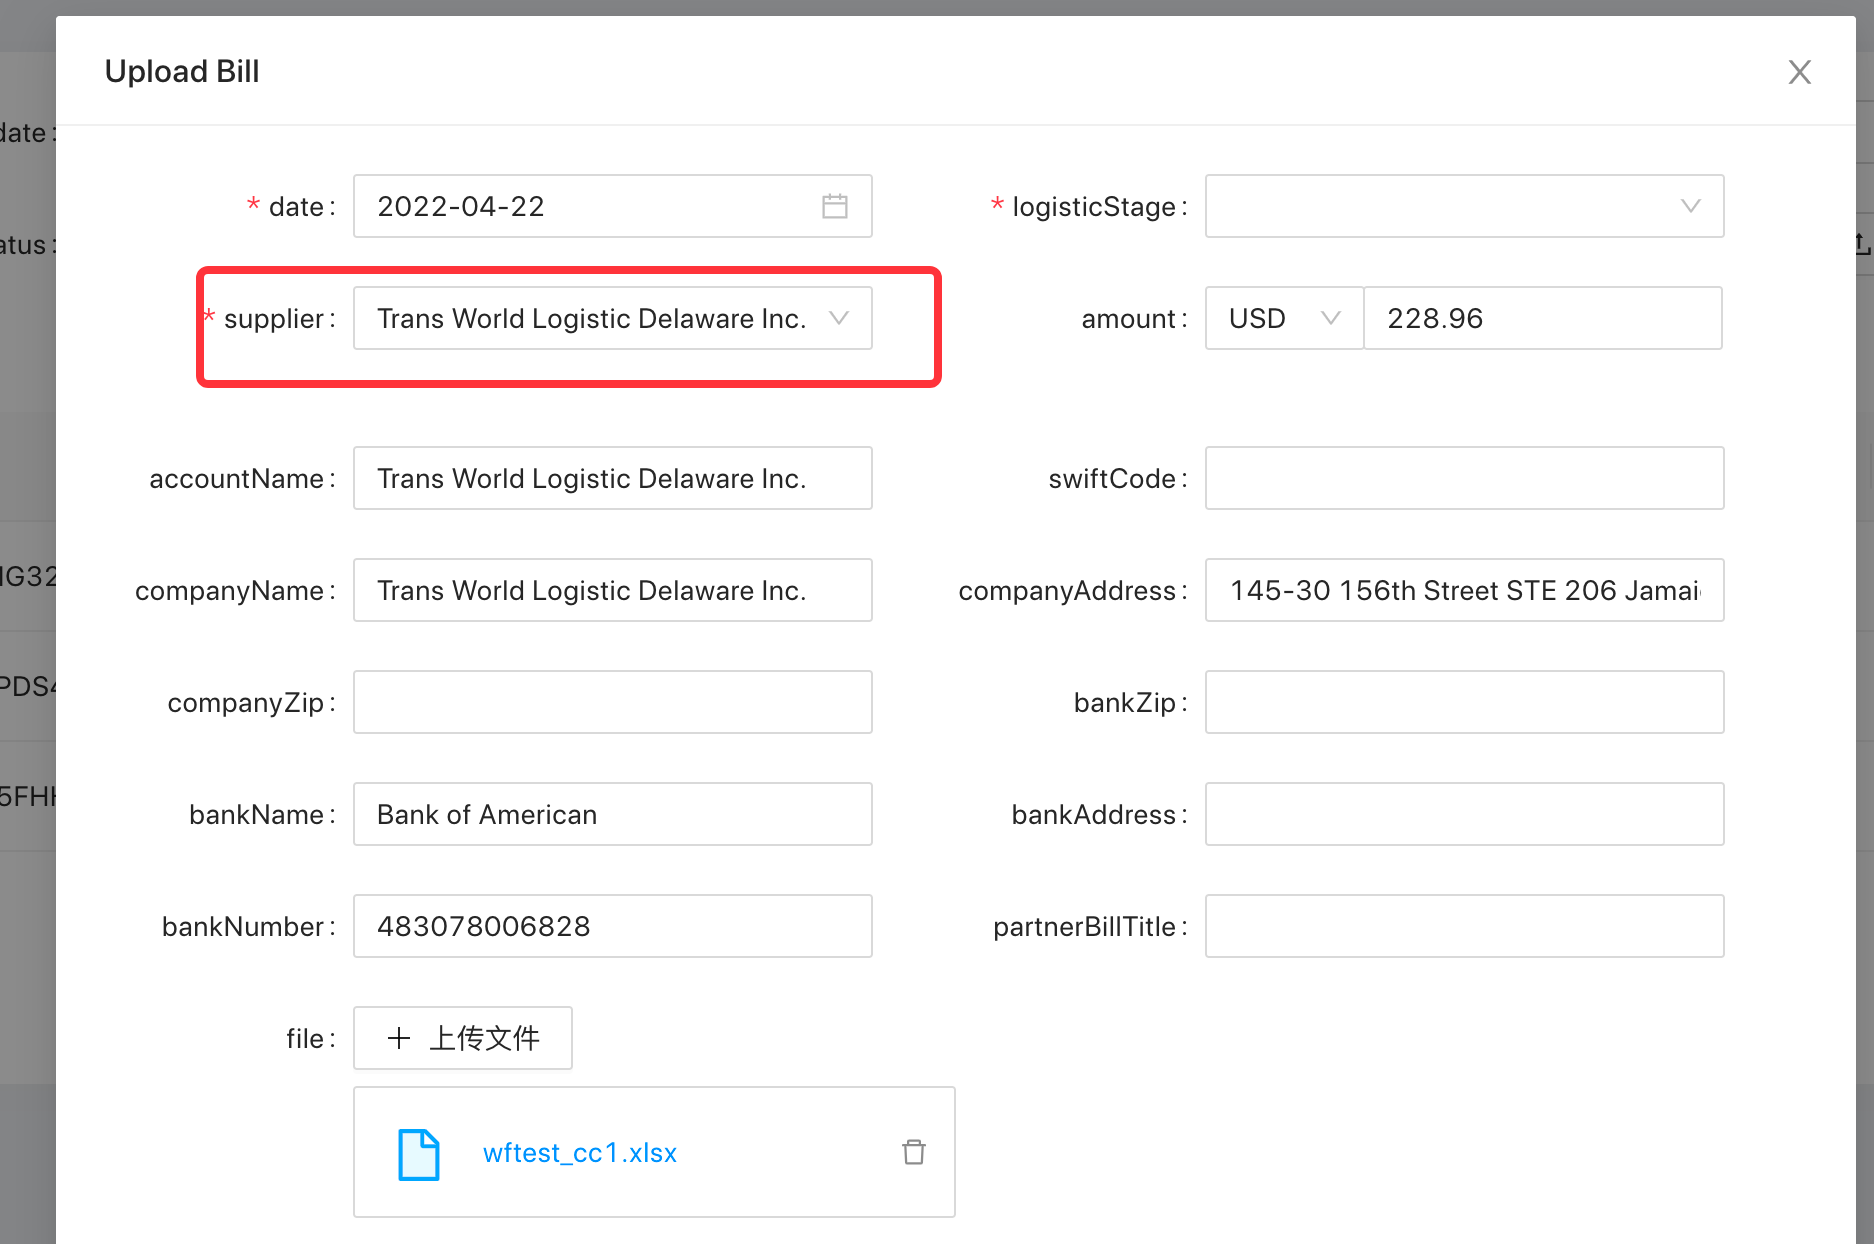 Upload Bill
date :
* date : 2022-04-22
* logisticStage :
atus :
* supplier : Trans World Logistic Delaware Inc.
amount : USD 228.96
accountName : Trans World Logistic Delaware Inc.
swiftCode :
companyName : Trans World Logistic Delaware Inc.
companyAddress : 145-30 156th Street STE 206 Jamai
companyZip :
bankZip :
bankName : Bank of American
bankAddress :
bankNumber : 483078006828
partnerBillTitle :
file : + 上传文件
wftest_cc1.xlsx